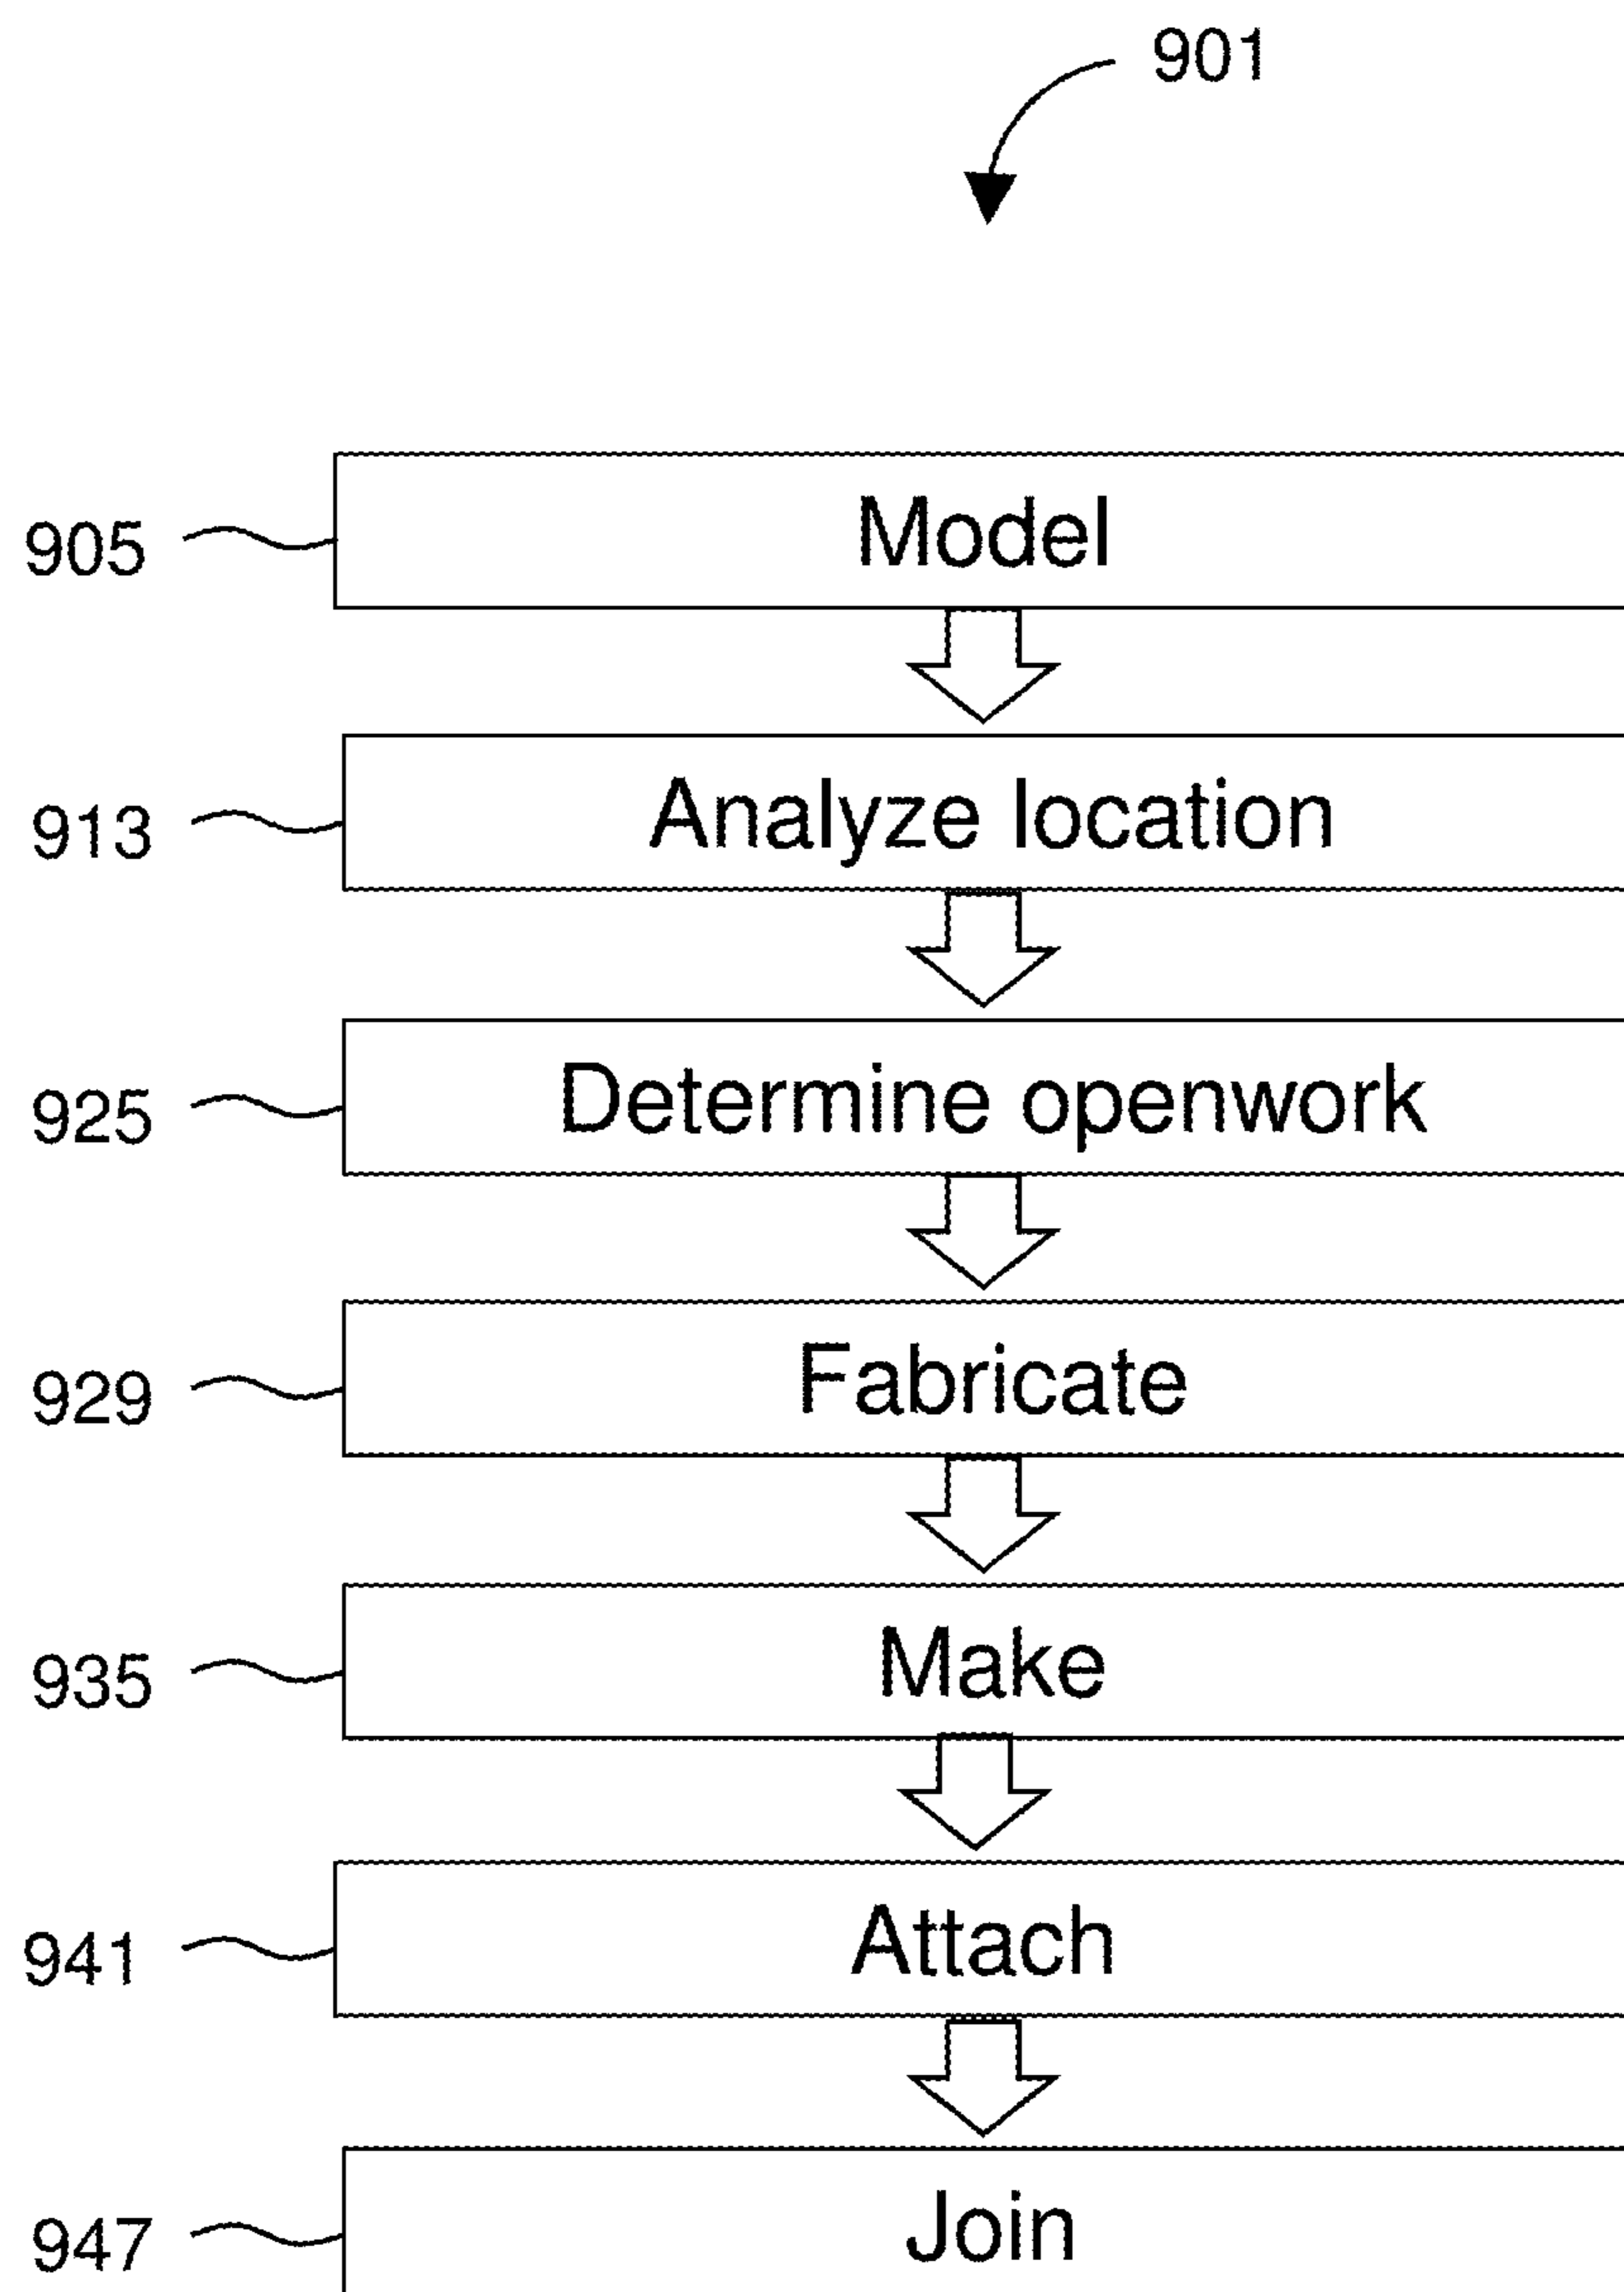 901
905 Model
913 Analyze location
925 Determine openwork
929 Fabricate
935 Make
941 Attach
947 Join